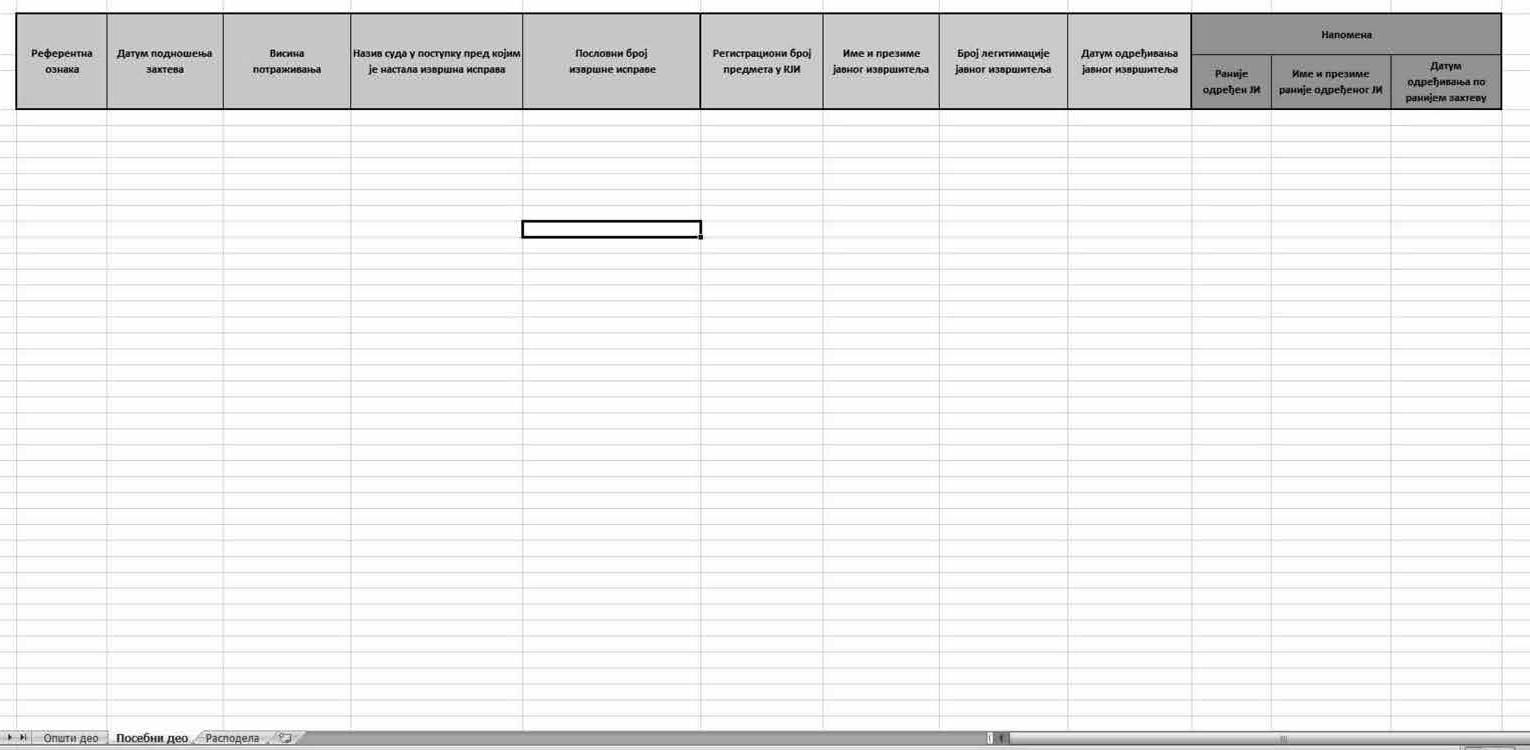 Референтна
ознака
Датум подношења
захтева
Висина
потраживања
Назив суда у поступку пред којим
је настала извршна исправа
Пословни број
извршне исправе
Регистрациони број
предмета у КЈИ
Име и презиме
јавног извршитеља
Број легитимације
јавног извршитеља
Датум одређивања
јавног извршитеља
Напомена
Раније
одређен ЈИ
Име и презиме
раније одређеног ЈИ
Датум
одређивања по
ранијем захтеву
Општи део
Посебни део
Расподела